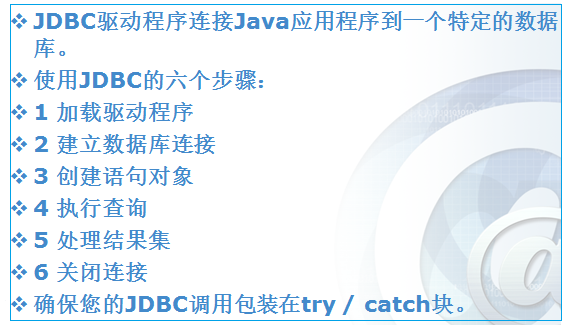 ❖ JDBC驱动程序连接Java应用程序到一个特定的数据
库。
❖ 使用JDBC的六个步骤：
❖ 1 加载驱动程序
❖ 2 建立数据库连接
❖ 3 创建语句对象
❖ 4 执行查询
❖ 5 处理结果集
❖ 6 关闭连接
❖ 确保您的JDBC调用包装在try / catch块。